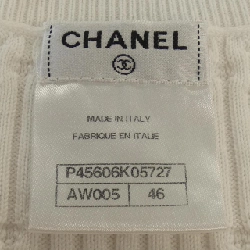 CHANEL
MADE IN ITALY
FABRIQUE EN ITALIE
P45606K05727
AW005 46